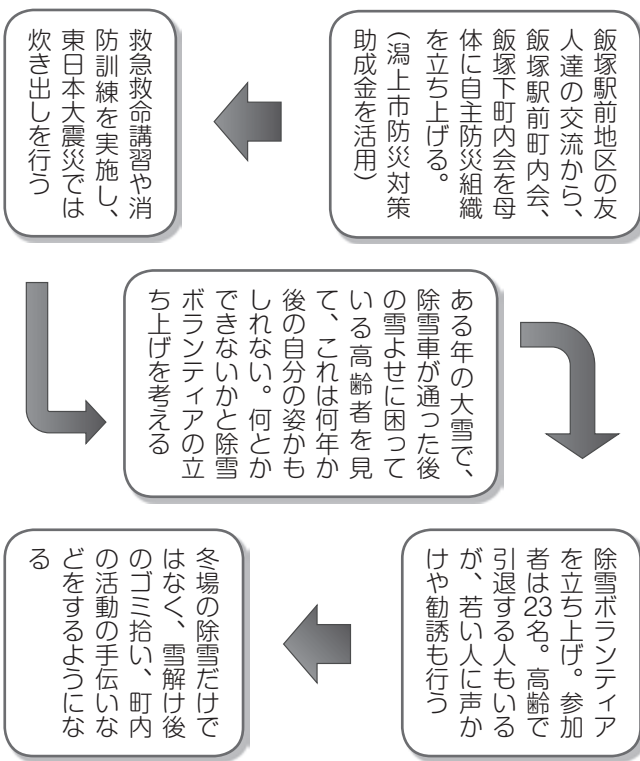 飯塚駅前地区の友
人達の交流から、
飯塚駅前町内会、
飯塚下町内会を母
体に自主防災組織
を立ち上げる。
(潟上市防災対策
助成金を活用)
救急救命講習や消
防訓練を実施し、
東日本大震災では
炊き出しを行う
ある年の大雪で、
除雪車が通った後
の雪よせに困って
いる高齢者を見
て、これは何年か
後の自分の姿かも
しれない。何とか
できないかと除雪
ボランティアの立
ち上げを考える
除雪ボランティア
を立ち上げ。参加
者は23名。高齢で
引退する人もいる
が、若い人に声か
けや勧誘も行う
冬場の除雪だけで
はなく、雪解け後
のゴミ拾い、町内
の活動の手伝いな
どをするようにな
る